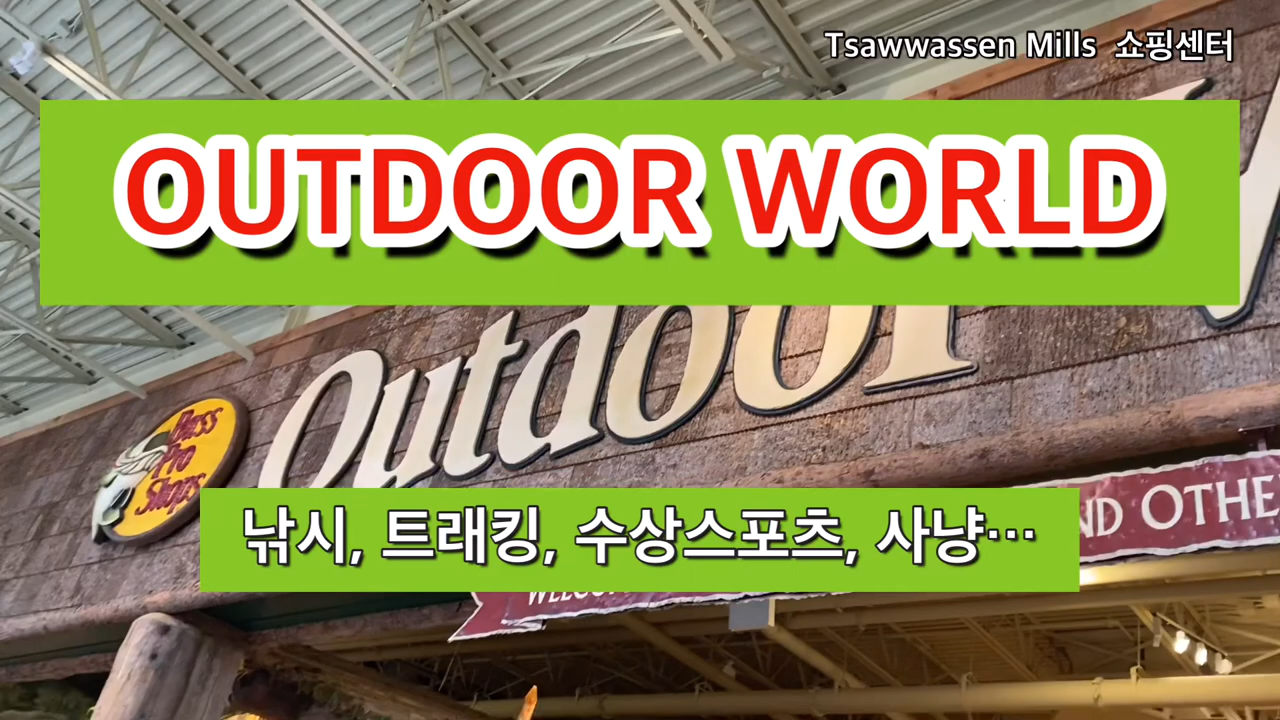 Tsawwassen Mills 쇼핑센터
OUTDOOR WORLD
Outdoor W
Bass
Pro
Shops
낚시, 트래킹, 수상스포츠, 사냥…
ND OTHE